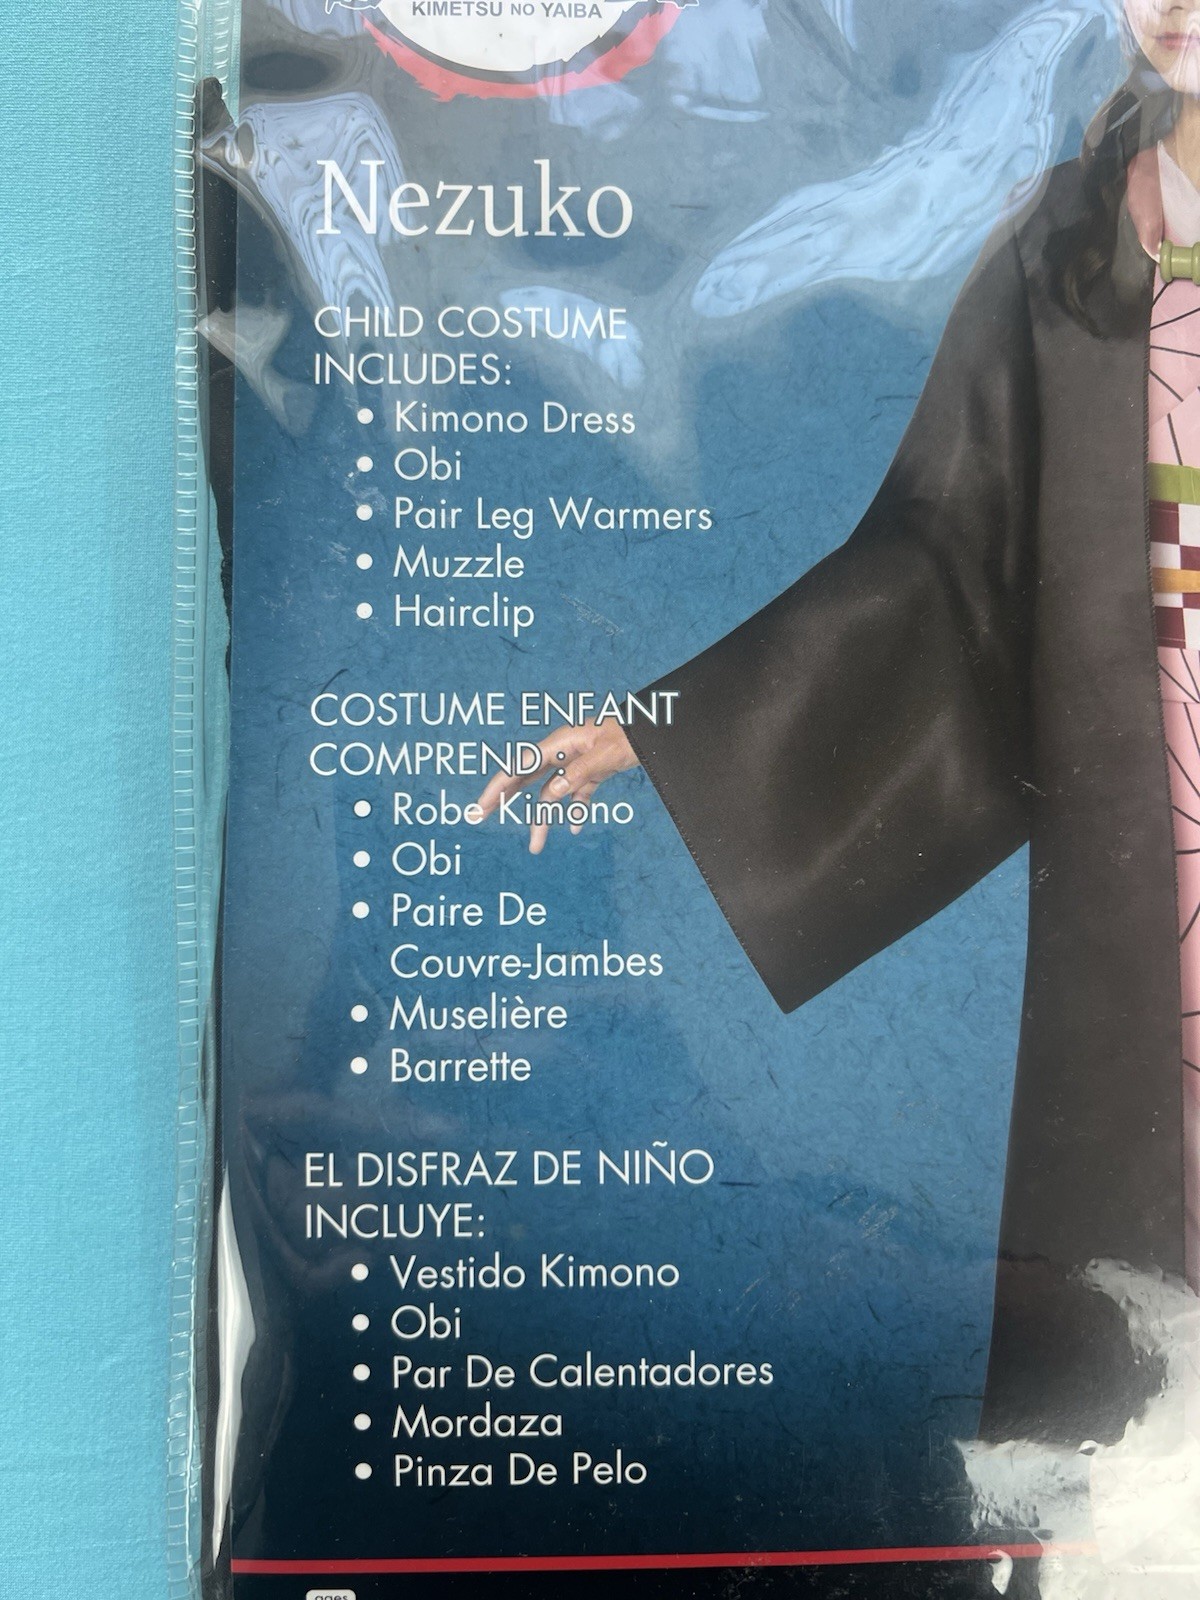 KIMETSU NO YAIBA
Nezuko
CHILD COSTUME
INCLUDES:
• Kimono Dress
• Obi
• Pair Leg Warmers
• Muzzle
• Hairclip
COSTUME ENFANT
COMPREND :
• Robe Kimono
• Obi
• Paire De
Couvre-Jambes
• Muselière
• Barrette
EL DISFRAZ DE NIÑO
INCLUYE:
• Vestido Kimono
• Obi
• Par De Calentadores
• Mordaza
• Pinza De Pelo
ages